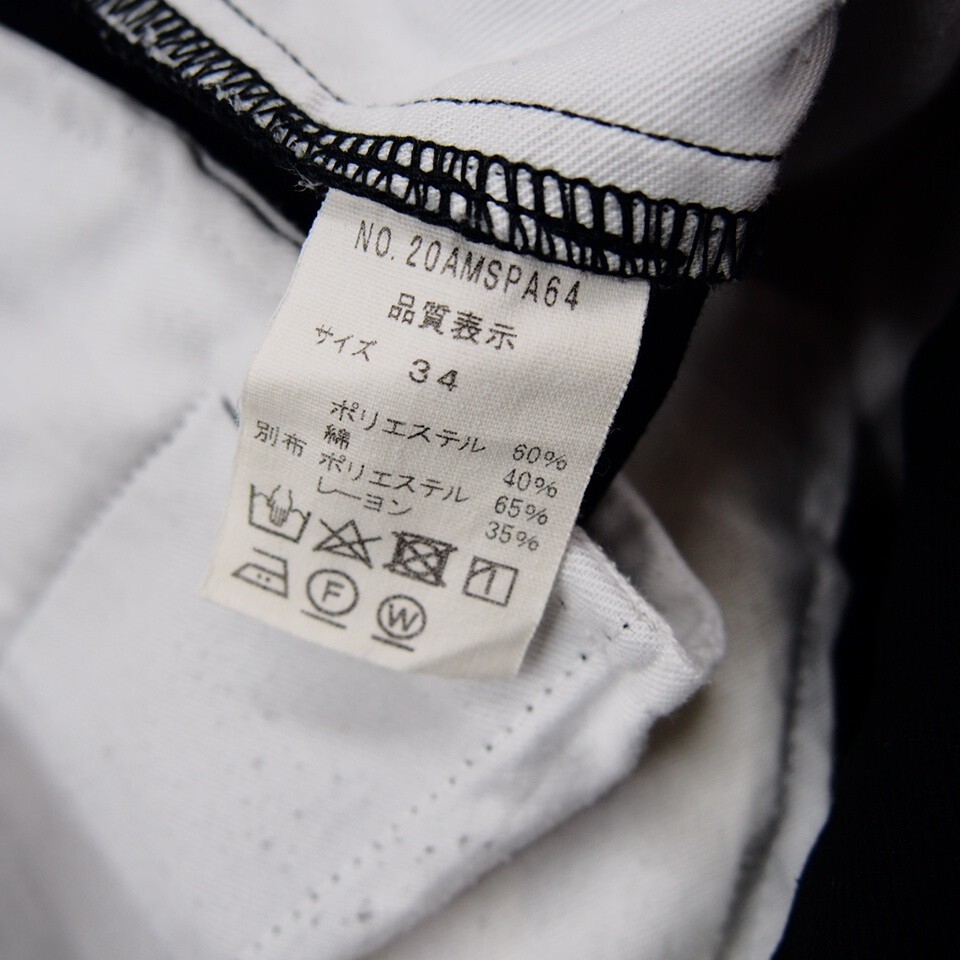 NO.20AMSPA64
品質表示
サイズ 34
ポリエステル 60%
綿 40%
別布 ポリエステル 65%
レーヨン 35%
F W